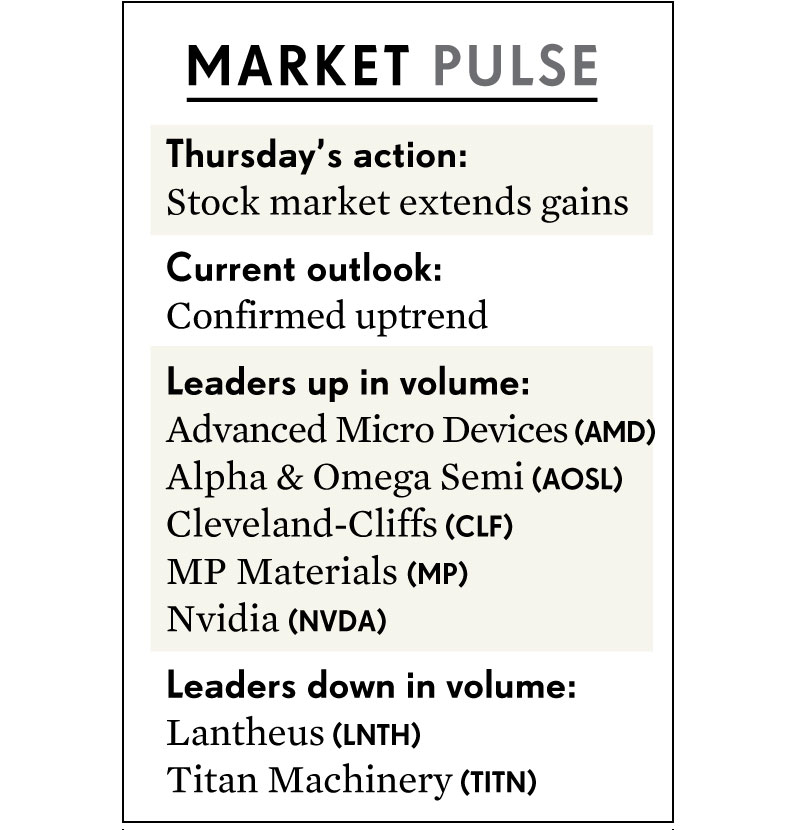 MARKET PULSE
Thursday’s action:
Stock market extends gains
Current outlook:
Confirmed uptrend
Leaders up in volume:
Advanced Micro Devices (AMD)
Alpha & Omega Semi (AOSL)
Cleveland-Cliffs (CLF)
MP Materials (MP)
Nvidia (NVDA)
Leaders down in volume:
Lantheus (LNTH)
Titan Machinery (TITN)